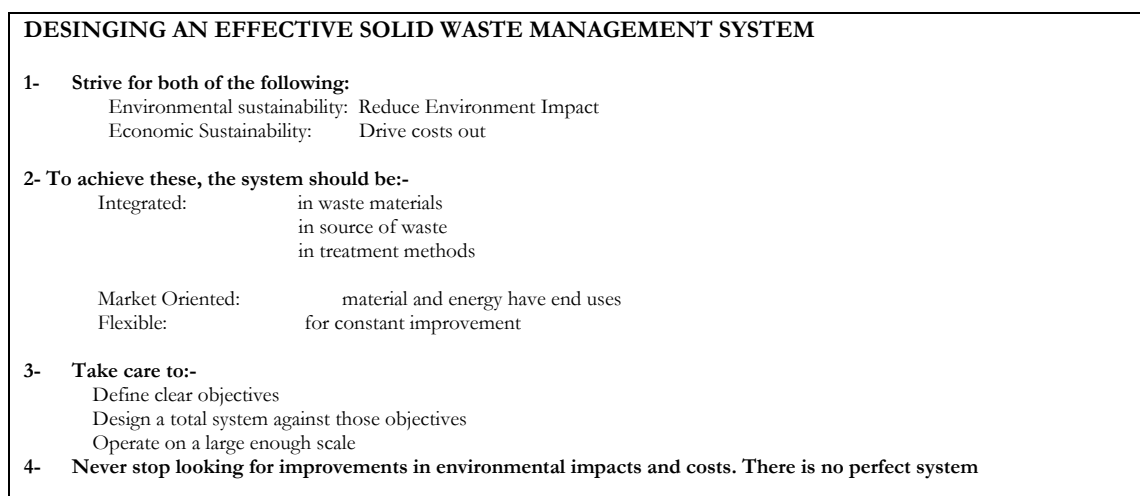 DESINGING AN EFFECTIVE SOLID WASTE MANAGEMENT SYSTEM
1- Strive for both of the following:
Environmental sustainability: Reduce Environment Impact
Economic Sustainability: Drive costs out
2- To achieve these, the system should be:-
Integrated: in waste materials
in source of waste
in treatment methods
Market Oriented: material and energy have end uses
Flexible: for constant improvement
3- Take care to:-
Define clear objectives
Design a total system against those objectives
Operate on a large enough scale
4- Never stop looking for improvements in environmental impacts and costs. There is no perfect system